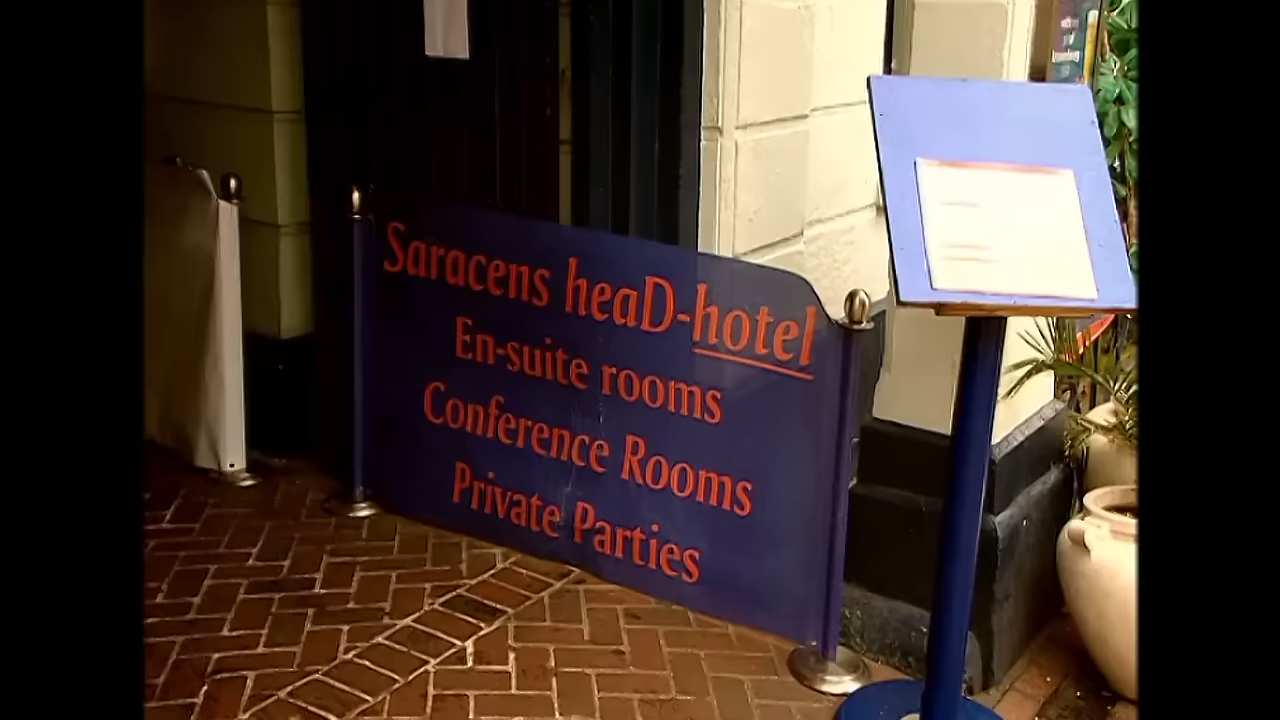 Saracens heaD-hotel
En-suite rooms
Conference Rooms
Private Parties